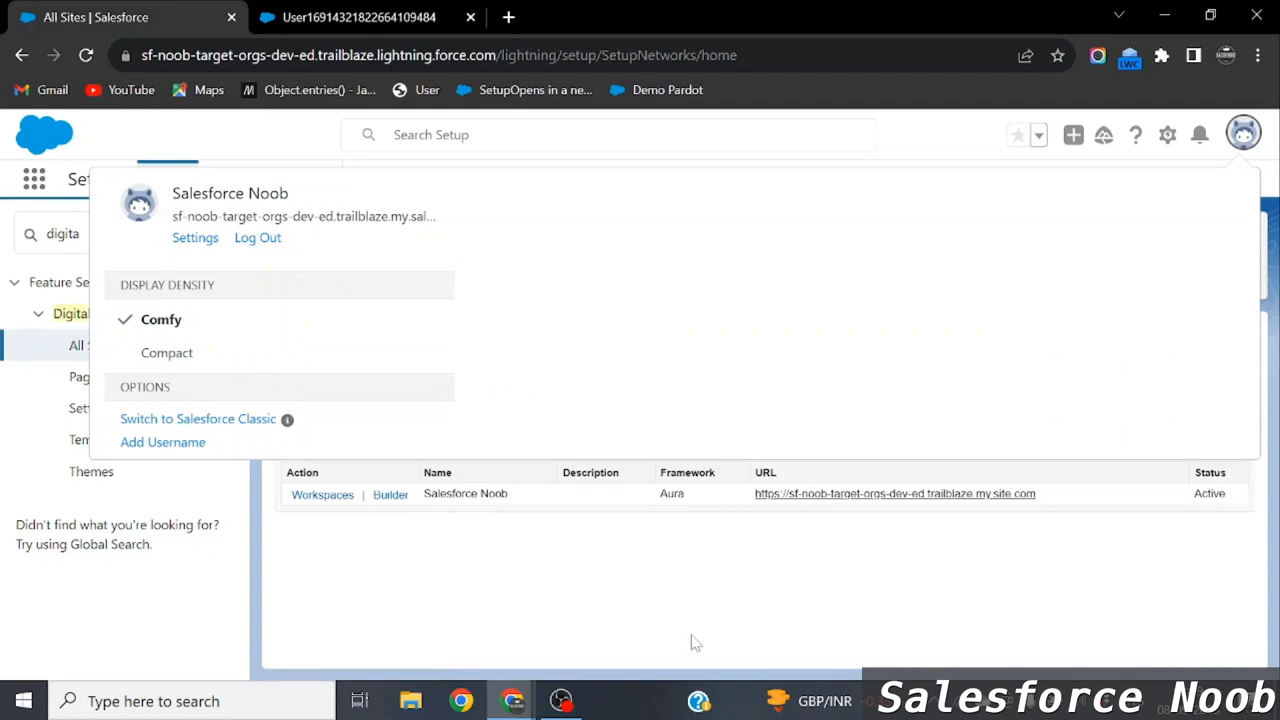 All Sites | Salesforce
User16914321822664109484
sf-noob-target-orgs-dev-ed.trailblaze.lightning.force.com/lightning/setup/SetupNetworks/home
Gmail
YouTube
Maps
Object.entries() - Ja...
User
SetupOpens in a ne...
Demo Pardot
LWC
Search Setup
Set
Salesforce Noob
sf-noob-target-orgs-dev-ed.trailblaze.my.sal...
Settings
Log Out
digita
DISPLAY DENSITY
Feature Se
Digita
Comfy
All S
Compact
Pag
OPTIONS
Set
Switch to Salesforce Classic
Tem
Add Username
Themes
Action
Name
Description
Framework
URL
Status
Workspaces | Builder
Salesforce Noob
Aura
https://sf-noob-target-orgs-dev-ed.trailblaze.my.site.com
Active
Didn't find what you're looking for?
Try using Global Search.
Type here to search
GBP/INR
Salesforce Noob